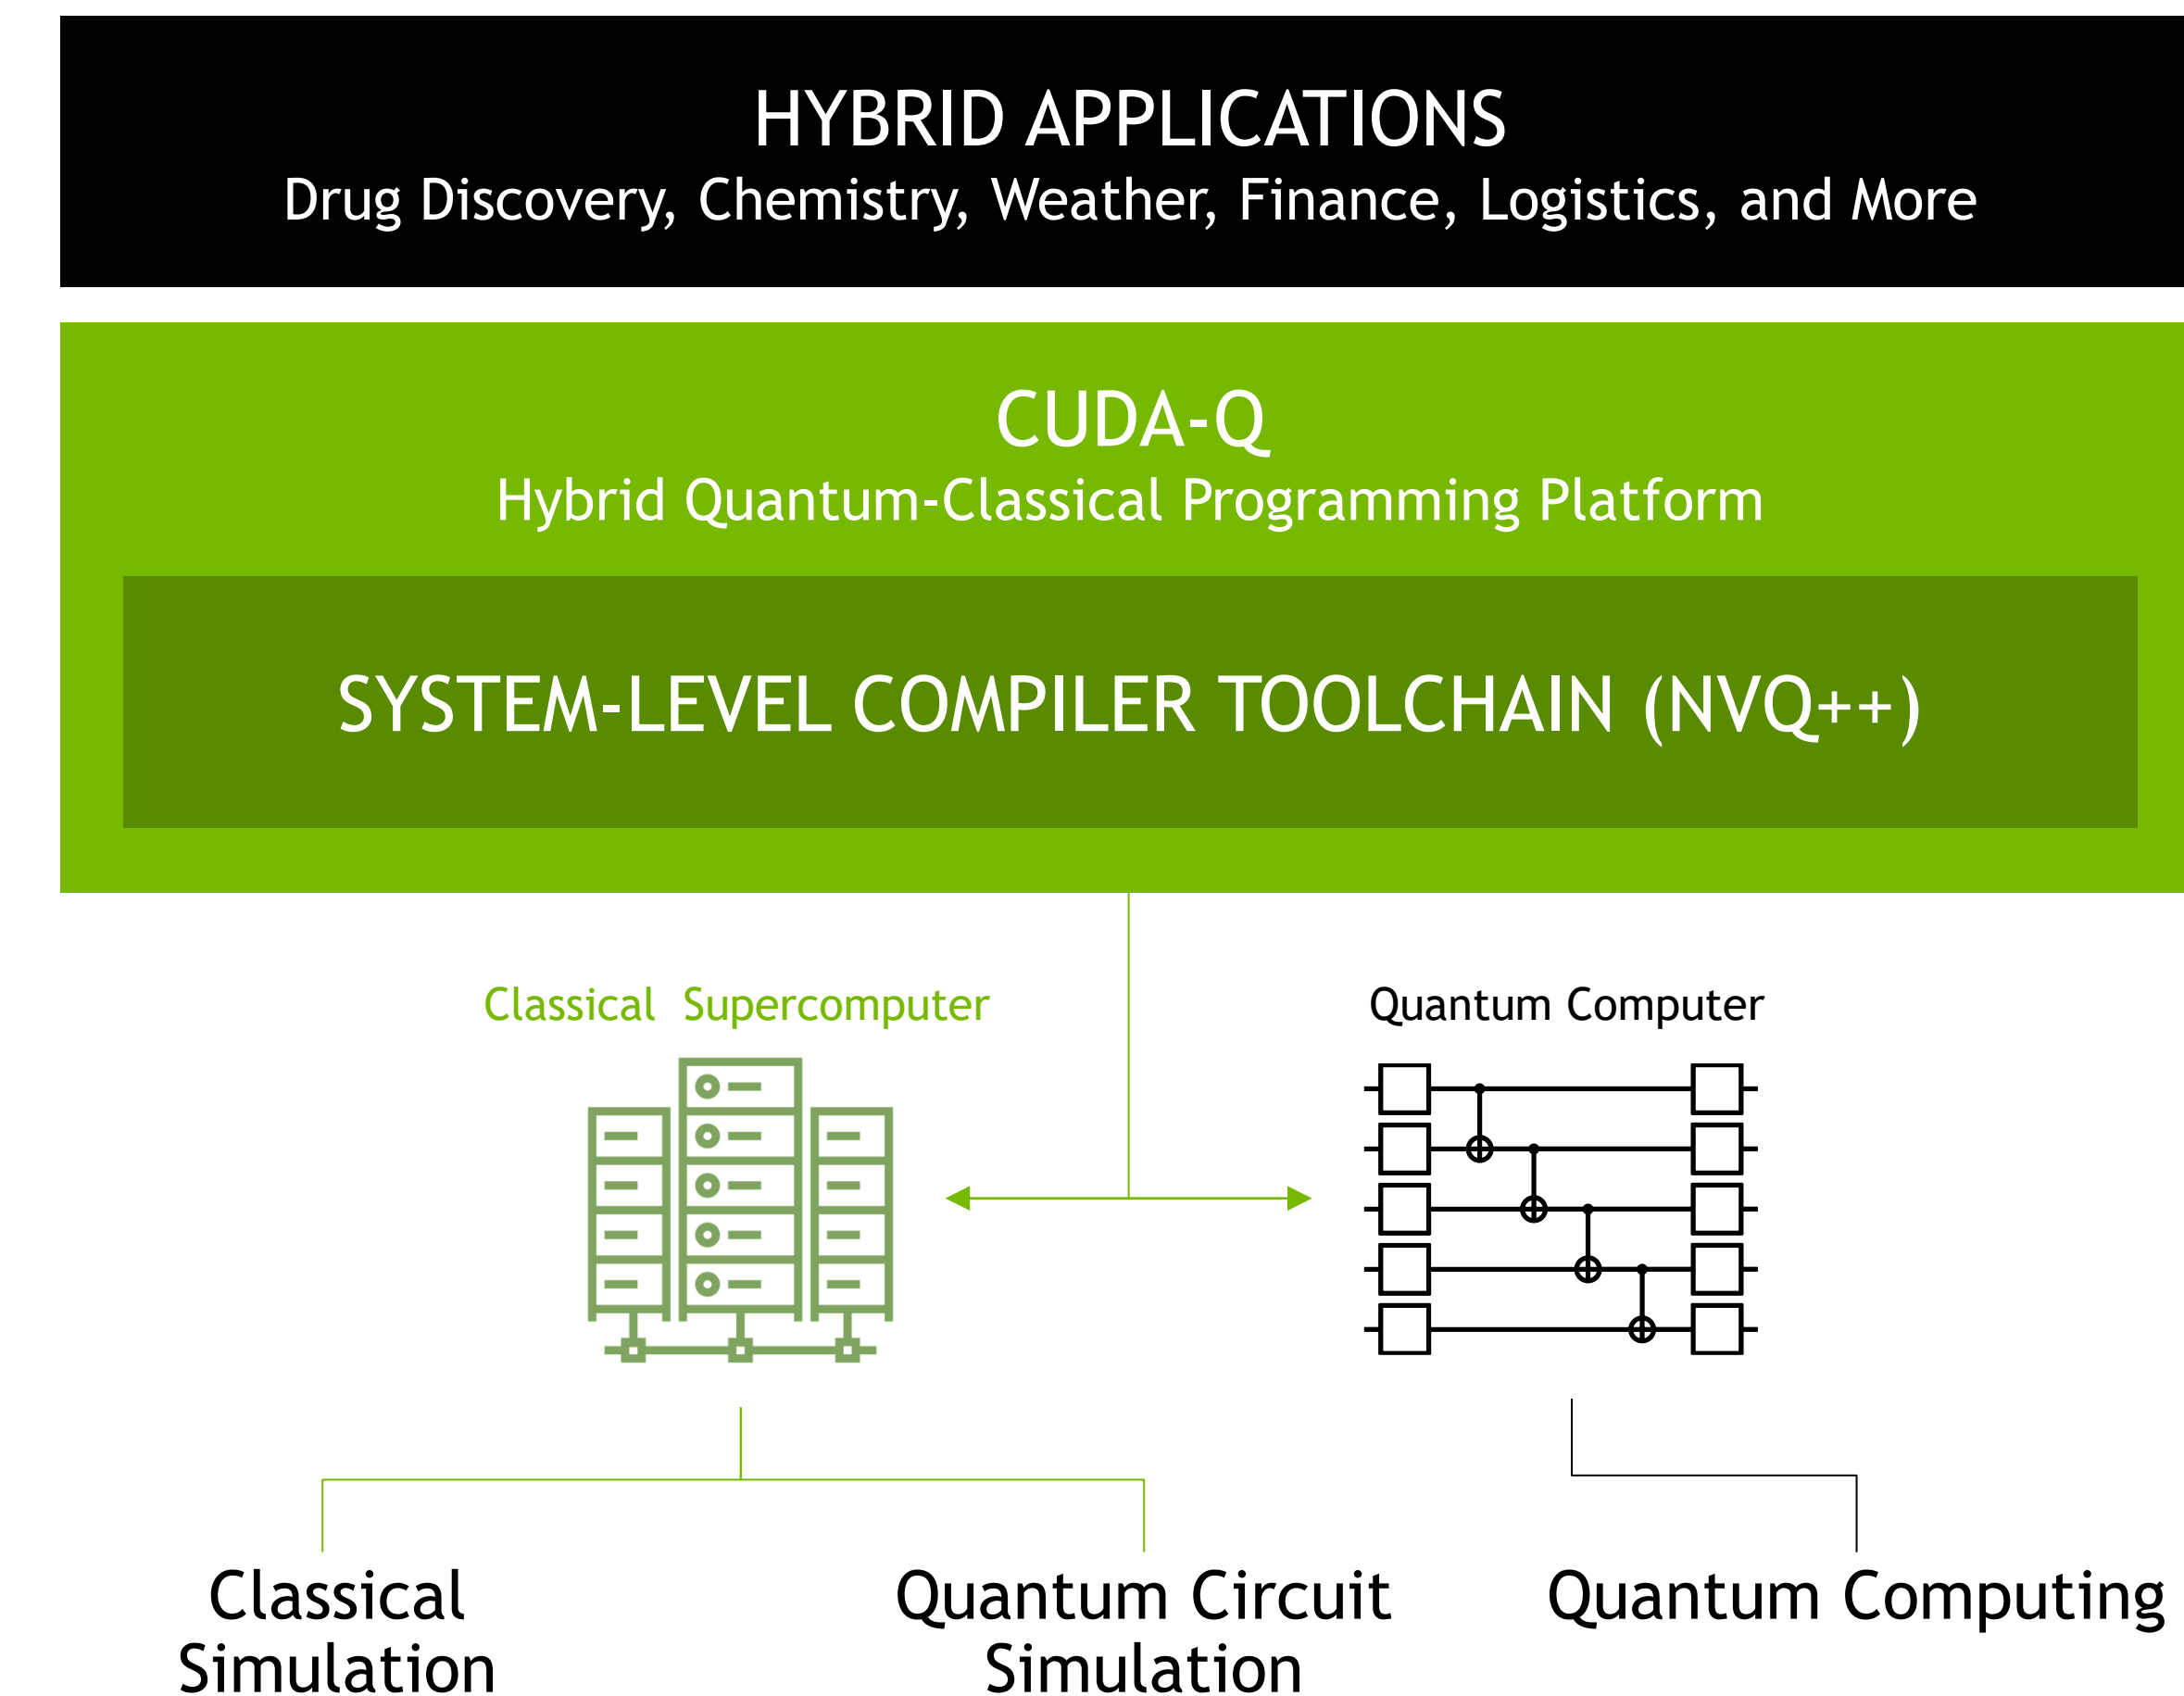 HYBRID APPLICATIONS
Drug Discovery, Chemistry, Weather, Finance, Logistics, and More
CUDA-Q
Hybrid Quantum-Classical Programming Platform
SYSTEM-LEVEL COMPILER TOOLCHAIN (NVQ++)
Classical Supercomputer
Quantum Computer
Classical
Simulation
Quantum Circuit
Simulation
Quantum Computing